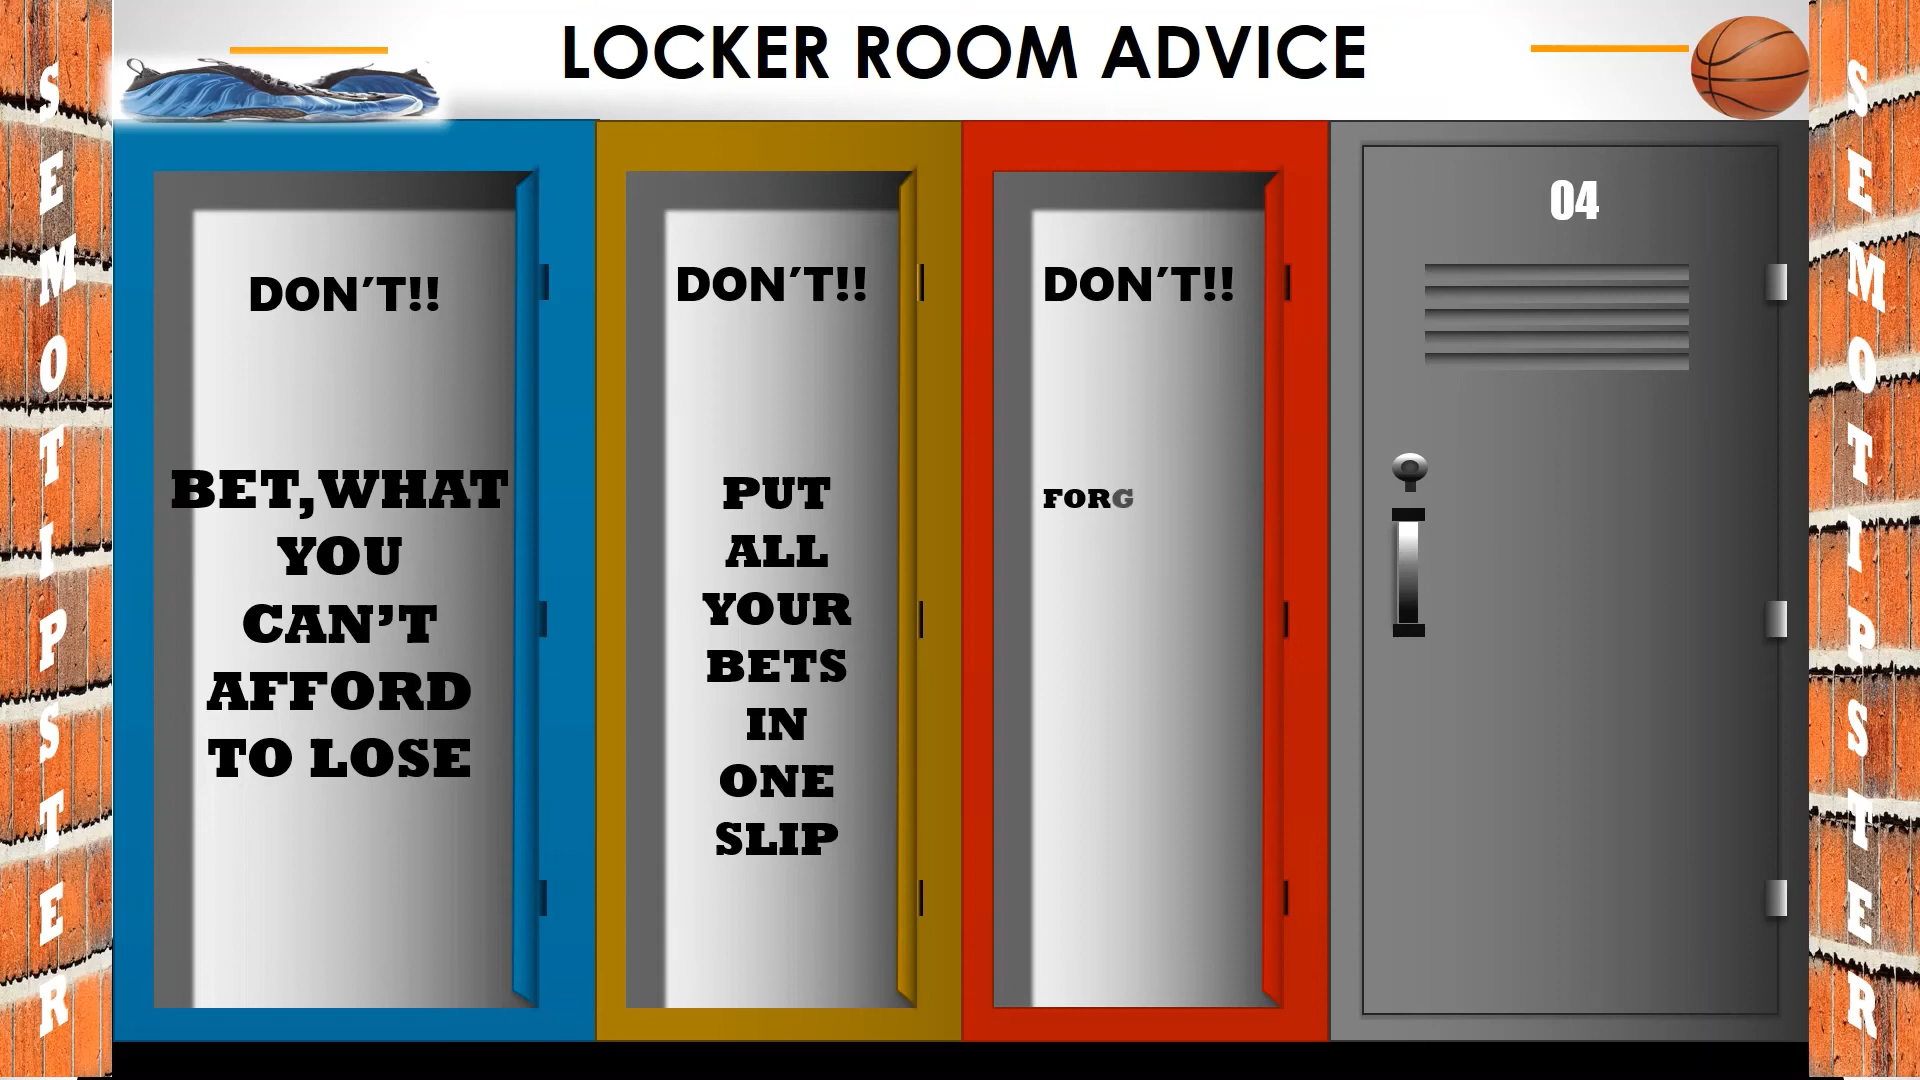 LOCKER ROOM ADVICE
SEMOTIPSTER
DON'T!!
BET,WHAT
YOU
CAN'T
AFFORD
TO LOSE
DON'T!!
PUT
ALL
YOUR
BETS
IN
ONE
SLIP
DON'T!!
FORG
04
SEMOTIPSTER